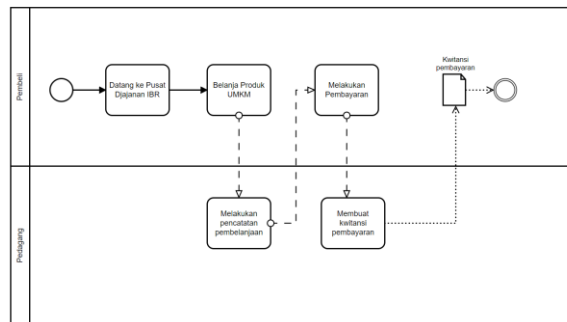 Pembeli
Datang ke Pusat
Djajanan IBR
Belanja Produk
UMKM
Melakukan
Pembayaran
Kwitansi
pembayaran
Pedagang
Melakukan
pencatatan
pembelanjaan
Membuat
kwitansi
pembayaran